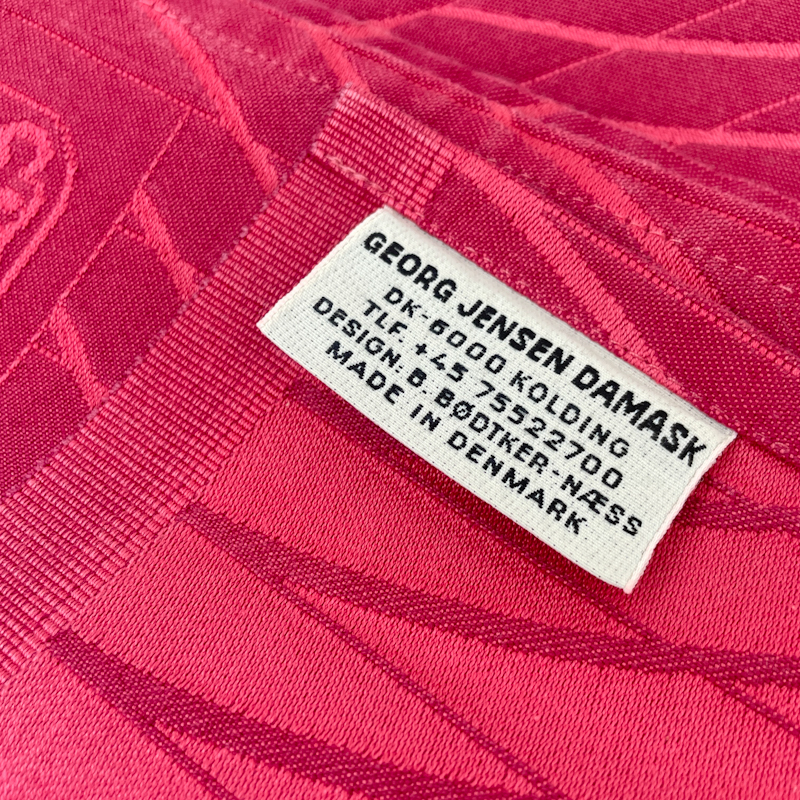 GEORG JENSEN DAMASK
DK-6000 KOLDING
TLF. +45 75522700
DESIGN: B. BØDTKER-NÆSS
MADE IN DENMARK